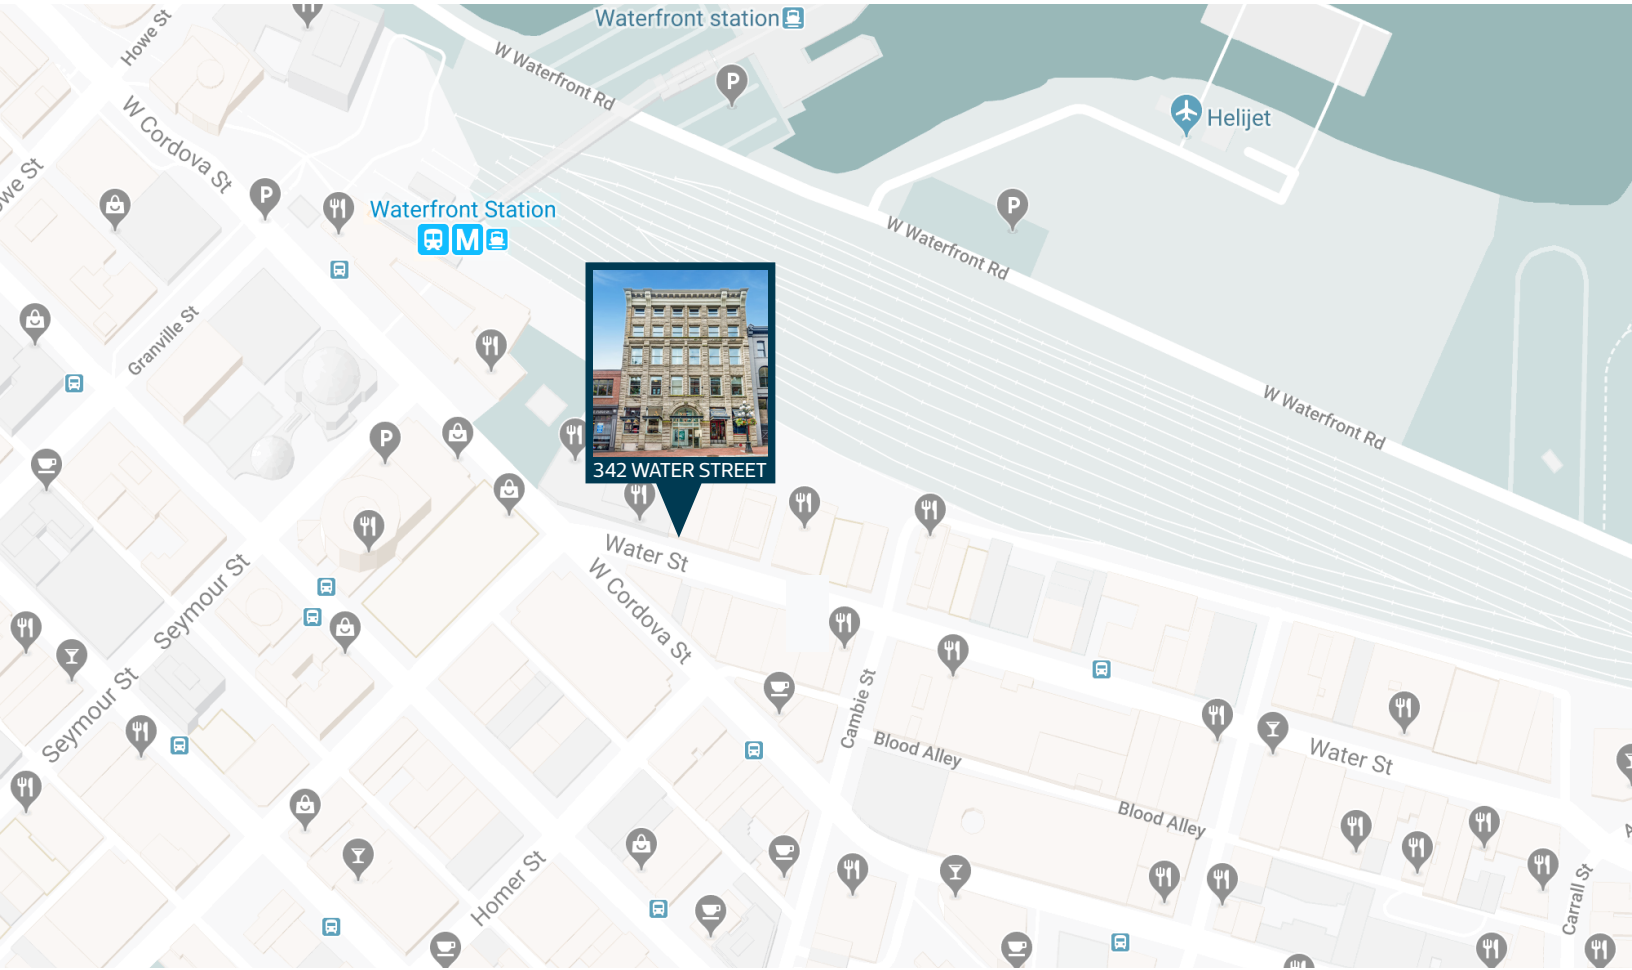 Waterfront station
Howe St
W Waterfront Rd
P
W Cordova St
Helijet
we St
P
Waterfront Station
M
P
W Waterfront Rd
Granville St
W Waterfront Rd
P
342 WATER STREET
Water St
W Cordova St
Seymour St
Cambie St
Seymour St
Blood Alley
Water St
Blood Alley
Homer St
Carrall St
A